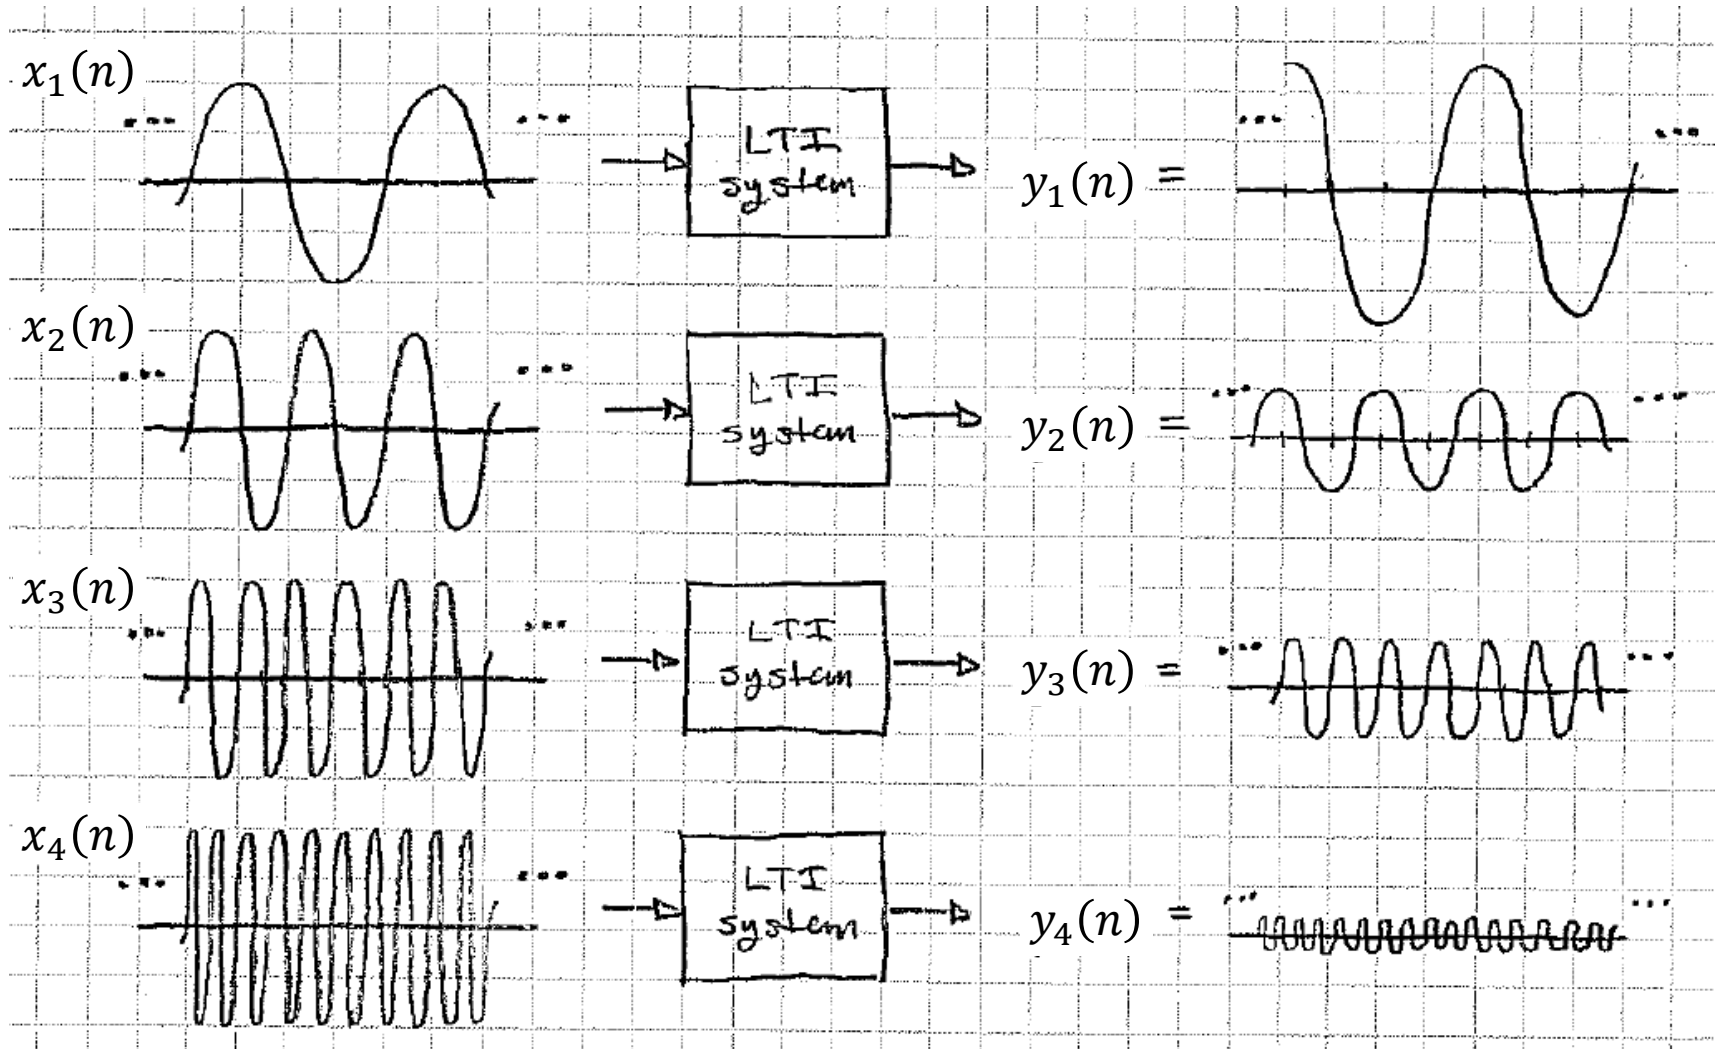 x₁(n)
LTI
system
y₁(n) =
x₂(n)
LTI
system
y₂(n) =
x₃(n)
LTI
system
y₃(n) =
x₄(n)
LTI
system
y₄(n) =